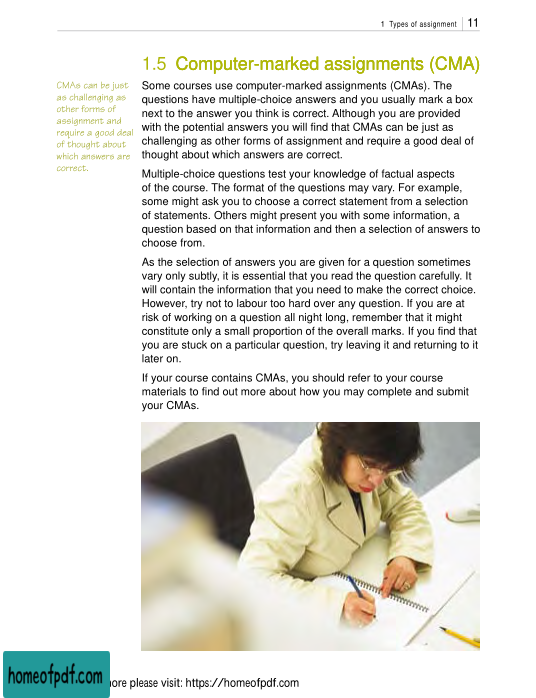 1 Types of assignment 11
1.5 Computer-marked assignments (CMA)
CMAs can be just
as challenging as
other forms of
assignment and
require a good deal
of thought about
which answers are
correct.
Some courses use computer-marked assignments (CMAs). The
questions have multiple-choice answers and you usually mark a box
next to the answer you think is correct. Although you are provided
with the potential answers you will find that CMAs can be just as
challenging as other forms of assignment and require a good deal of
thought about which answers are correct.
Multiple-choice questions test your knowledge of factual aspects
of the course. The format of the questions may vary. For example,
some might ask you to choose a correct statement from a selection
of statements. Others might present you with some information, a
question based on that information and then a selection of answers to
choose from.
As the selection of answers you are given for a question sometimes
vary only subtly, it is essential that you read the question carefully. It
will contain the information that you need to make the correct choice.
However, try not to labour too hard over any question. If you are at
risk of working on a question all night long, remember that it might
constitute only a small proportion of the overall marks. If you find that
you are stuck on a particular question, try leaving it and returning to it
later on.
If your course contains CMAs, you should refer to your course
materials to find out more about how you may complete and submit
your CMAs.
homeofpdf.com
please visit: https://homeofpdf.com